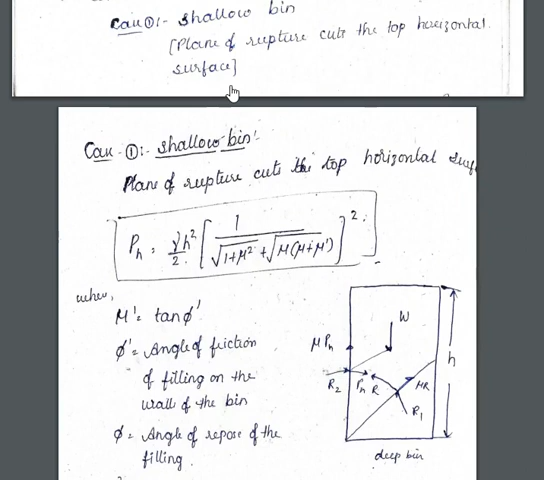 Case ①:- shallow bin
[Plane of rupture cuts the top horizontal
surface]
Case - ①:- shallow bin:-
Plane of rupture cuts the top horizontal surf
Ph = γh²/2 [ 1 / (√1+μ² + √μ(μ+μ')) ]²
where,
μ' = tanφ'
φ' = Angle of friction
of filling on the
wall of the bin
φ = Angle of repose of the
filling.
W
μPh
h
R2
Ph
R
μR
R1
deep bin